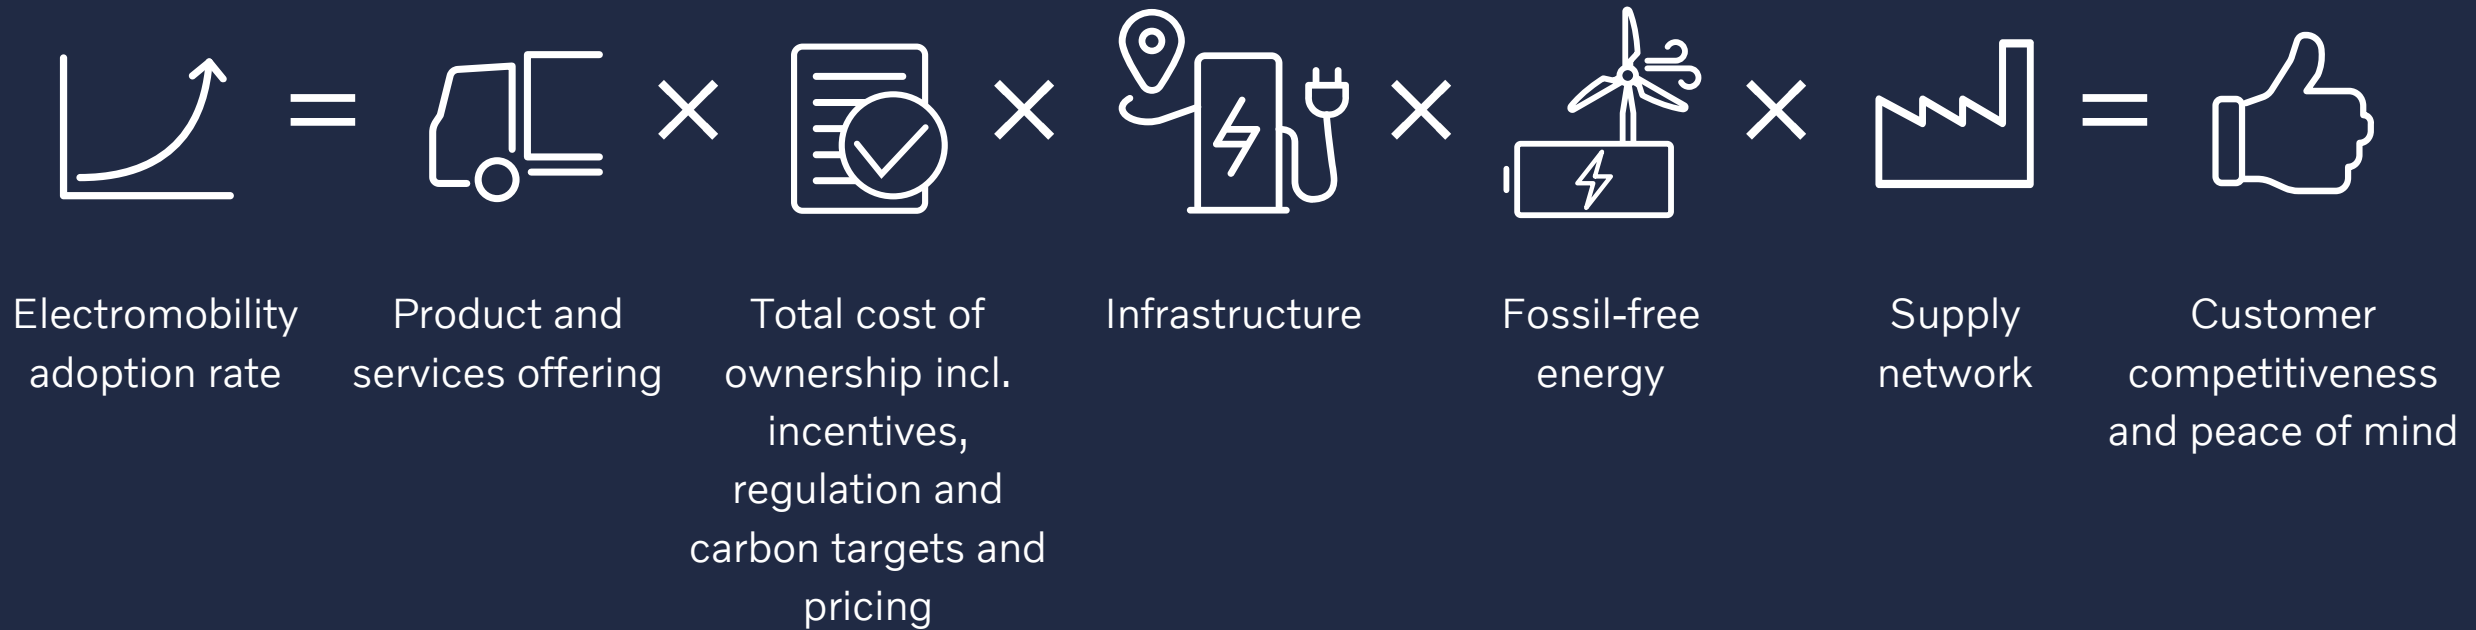 = × × × × =
Electromobility
adoption rate
Product and
services offering
Total cost of
ownership incl.
incentives,
regulation and
carbon targets and
pricing
Infrastructure
Fossil-free
energy
Supply
network
Customer
competitiveness
and peace of mind